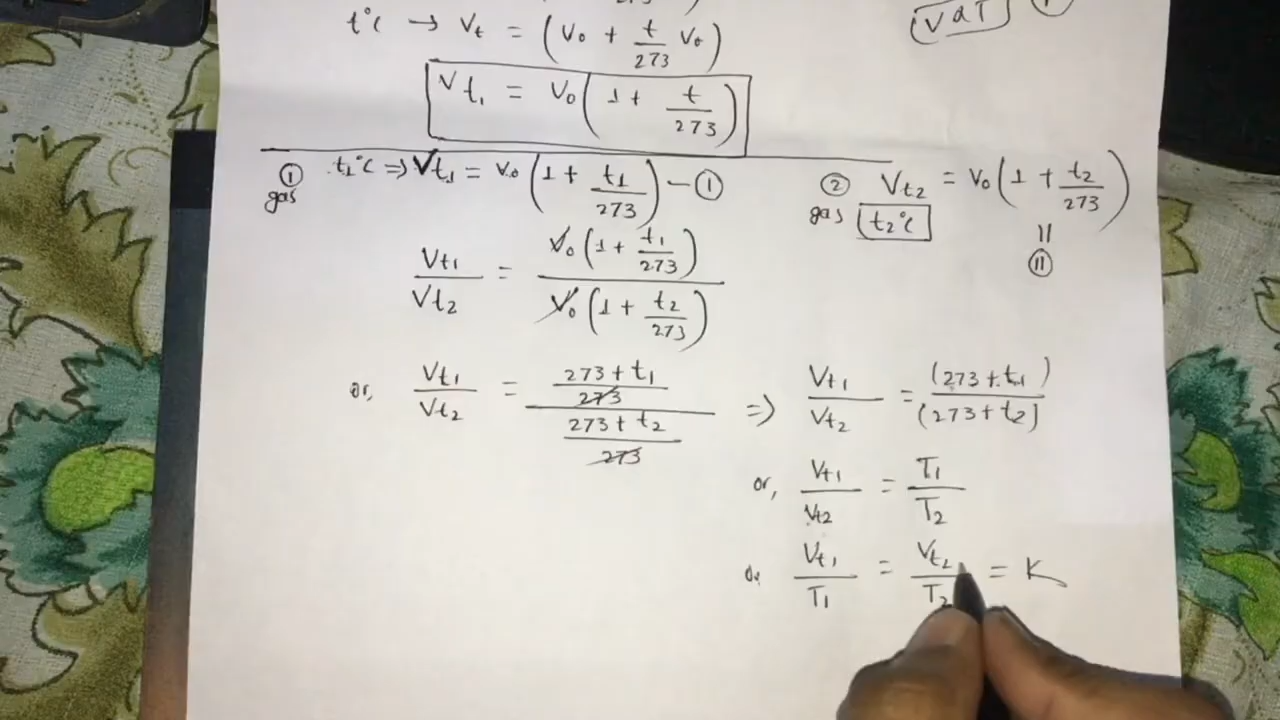 t°C → Vt = (V0 + t/273 V0)
V α T
Vt1 = V0 (1 + t/273)
① gas t1°C => Vt1 = V0 (1 + t1/273) — ①
② gas Vt2 = V0 (1 + t2/273)
t2°C
= ⑪
Vt1/Vt2 = V0 (1 + t1/273) / V0 (1 + t2/273)
or, Vt1/Vt2 = (273 + t1/273) / (273 + t2/273) => Vt1/Vt2 = (273 + t1) / (273 + t2)
or, Vt1/Vt2 = T1/T2
or Vt1/T1 = Vt2/T2 = K